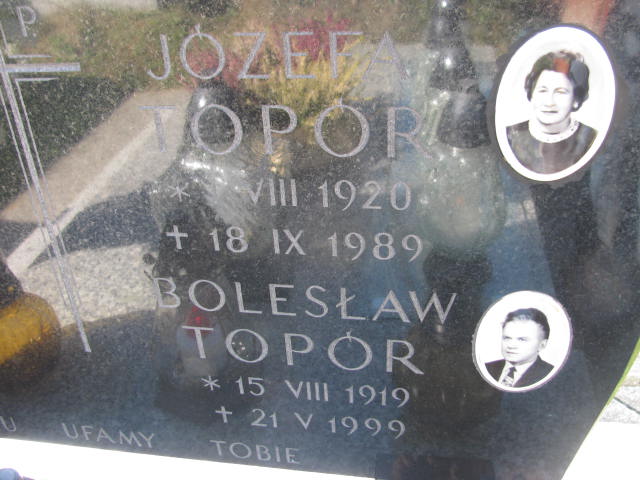 P.
JÓZEFA
TOPÓR
* VIII 1920
+ 18 IX 1989
BOLESŁAW
TOPÓR
* 15 VIII 1919
+ 21 V 1999
U UFAMY TOBIE